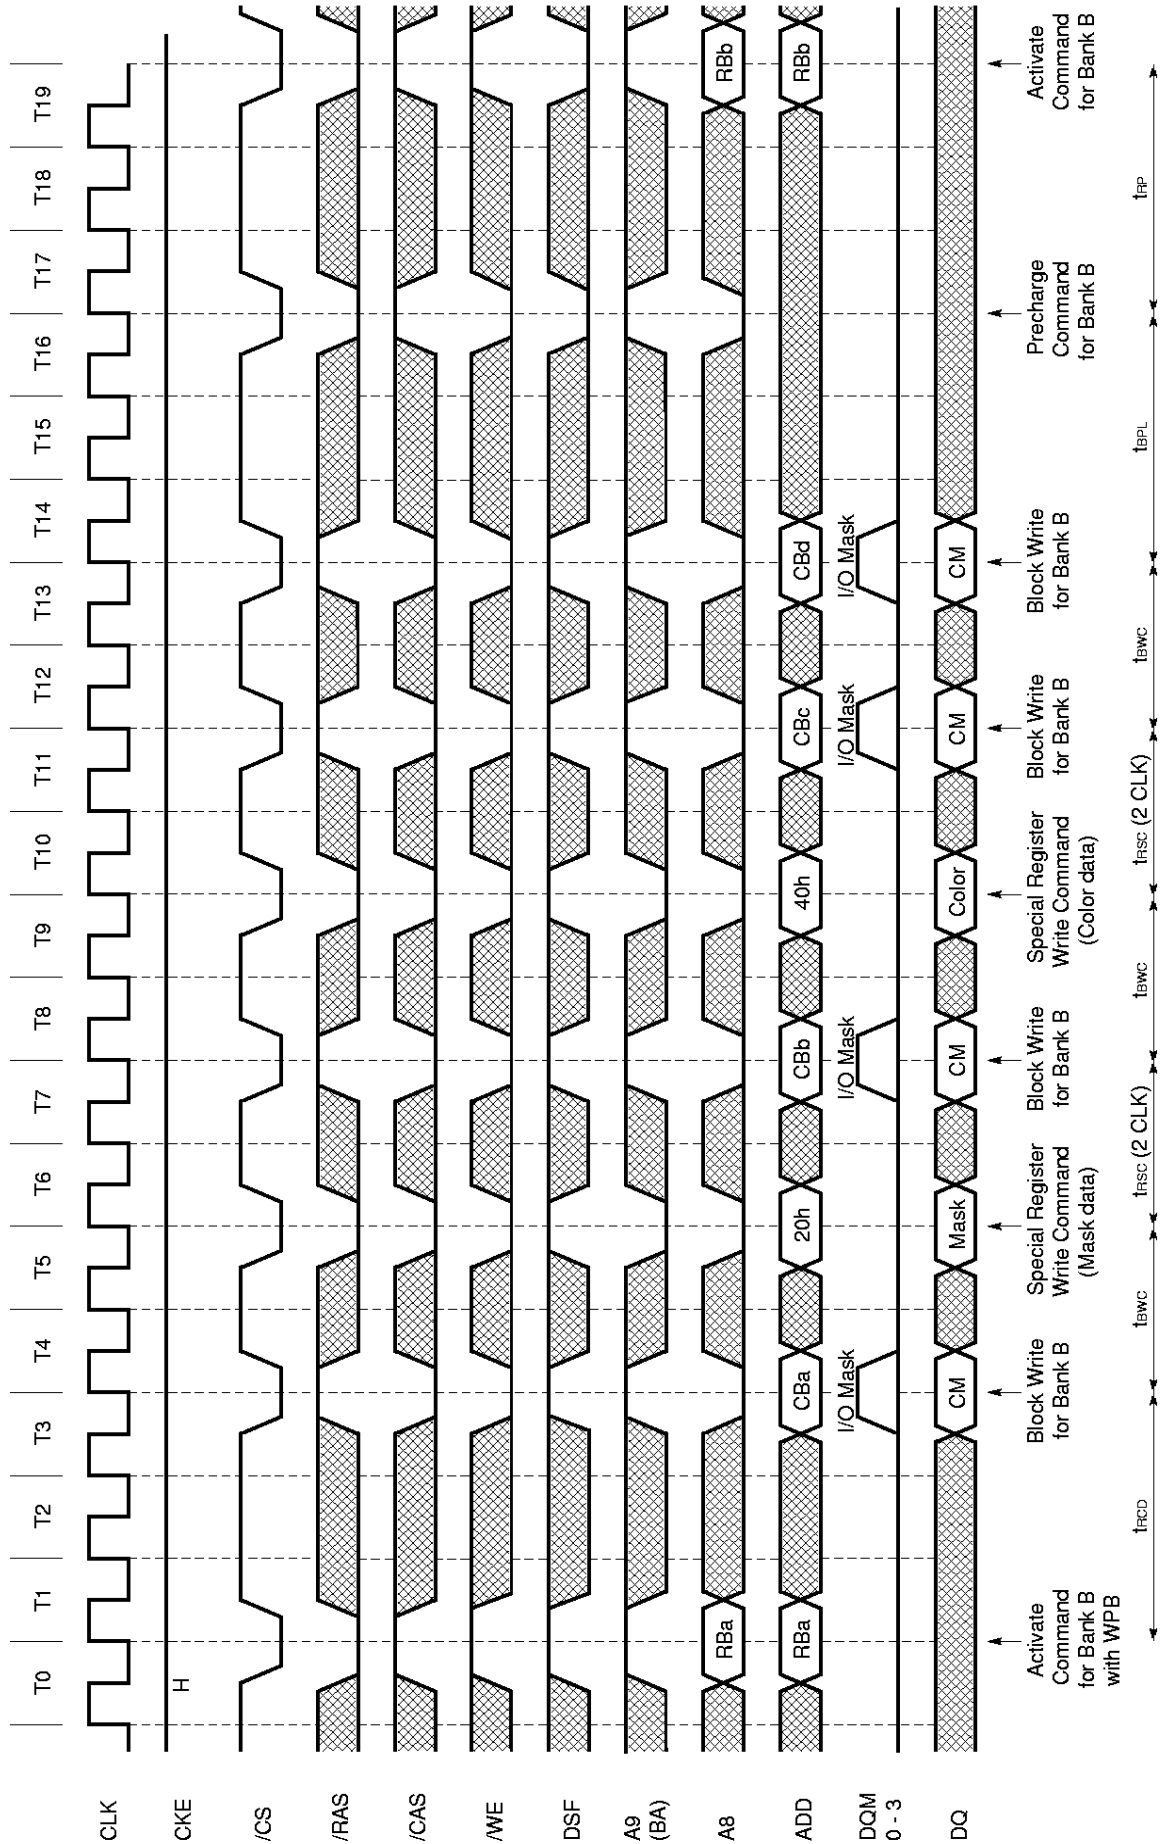 T0 T1 T2 T3 T4 T5 T6 T7 T8 T9 T10 T11 T12 T13 T14 T15 T16 T17 T18 T19
CLK
CKE H
/CS
/RAS
/CAS
/WE
DSF
A9
(BA)
A8 RBa RBb
ADD RBa CBa 20h CBb 40h CBc CBd RBb
I/O Mask I/O Mask I/O Mask I/O Mask
DQM
0 - 3
DQ CM Mask CM Color CM CM
Activate
Command
for Bank B
with WPB
Block Write
for Bank B
Special Register
Write Command
(Mask data)
Block Write
for Bank B
Special Register
Write Command
(Color data)
Block Write
for Bank B
Block Write
for Bank B
Precharge
Command
for Bank B
Activate
Command
for Bank B
tRCD tBWC tRSC (2 CLK) tBWC tRSC (2 CLK) tBWC tBPL tRP